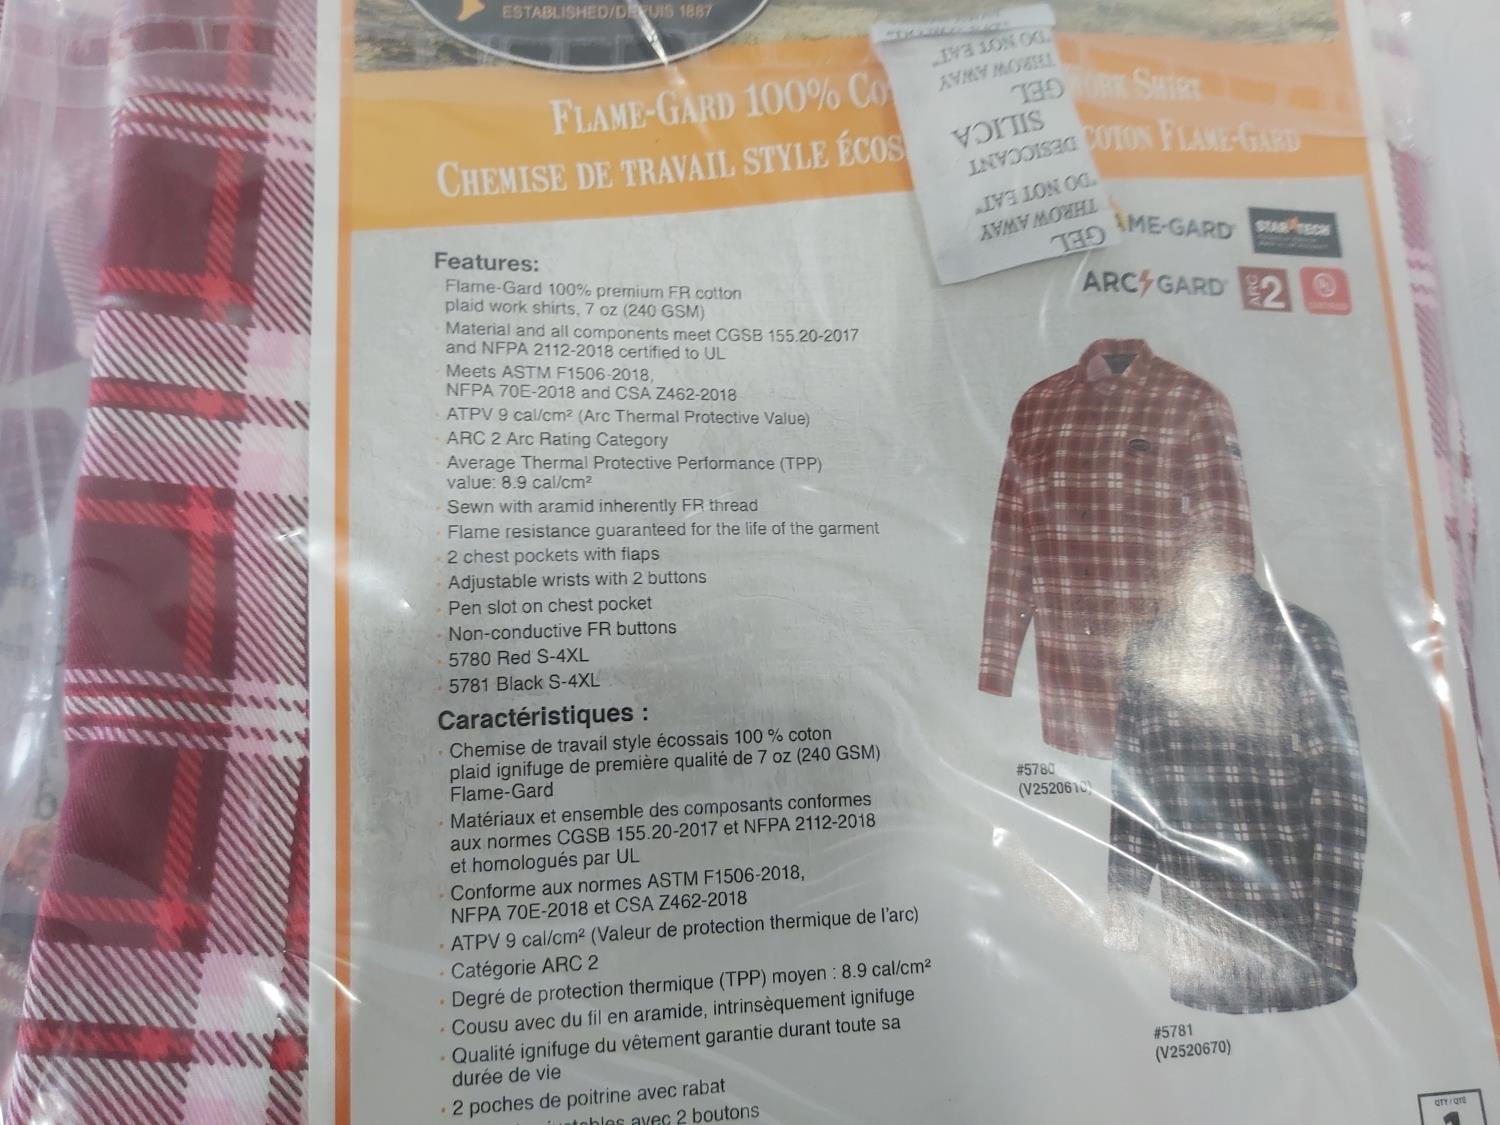 ESTABLISHED/DEPUIS 1887
FLAME-GARD 100% CO
WORK SHIRT
CHEMISE DE TRAVAIL STYLE ÉCOS
COTON FLAME-GARD
"DO NOT EAT"
THROW AWAY
GEL
SILICA
DESICCANT
"DO NOT EAT"
THROW AWAY
GEL
AME-GARD
STARTECH
ARC GARD
ARC 2
Features:
Flame-Gard 100% premium FR cotton
plaid work shirts, 7 oz (240 GSM)
Material and all components meet CGSB 155.20-2017
and NFPA 2112-2018 certified to UL
Meets ASTM F1506-2018,
NFPA 70E-2018 and CSA Z462-2018
ATPV 9 cal/cm² (Arc Thermal Protective Value)
ARC 2 Arc Rating Category
Average Thermal Protective Performance (TPP)
value: 8.9 cal/cm²
Sewn with aramid inherently FR thread
Flame resistance guaranteed for the life of the garment
2 chest pockets with flaps
Adjustable wrists with 2 buttons
Pen slot on chest pocket
Non-conductive FR buttons
5780 Red S-4XL
5781 Black S-4XL
Caractéristiques :
Chemise de travail style écossais 100 % coton
plaid ignifuge de première qualité de 7 oz (240 GSM)
Flame-Gard
Matériaux et ensemble des composants conformes
aux normes CGSB 155.20-2017 et NFPA 2112-2018
et homologués par UL
Conforme aux normes ASTM F1506-2018,
NFPA 70E-2018 et CSA Z462-2018
ATPV 9 cal/cm² (Valeur de protection thermique de l'arc)
Catégorie ARC 2
Degré de protection thermique (TPP) moyen : 8.9 cal/cm²
Cousu avec du fil en aramide, intrinsèquement ignifuge
Qualité ignifuge du vêtement garantie durant toute sa
durée de vie
2 poches de poitrine avec rabat
avec 2 boutons
#5780
(V2520610)
#5781
(V2520670)
QTY / QTÉ
1